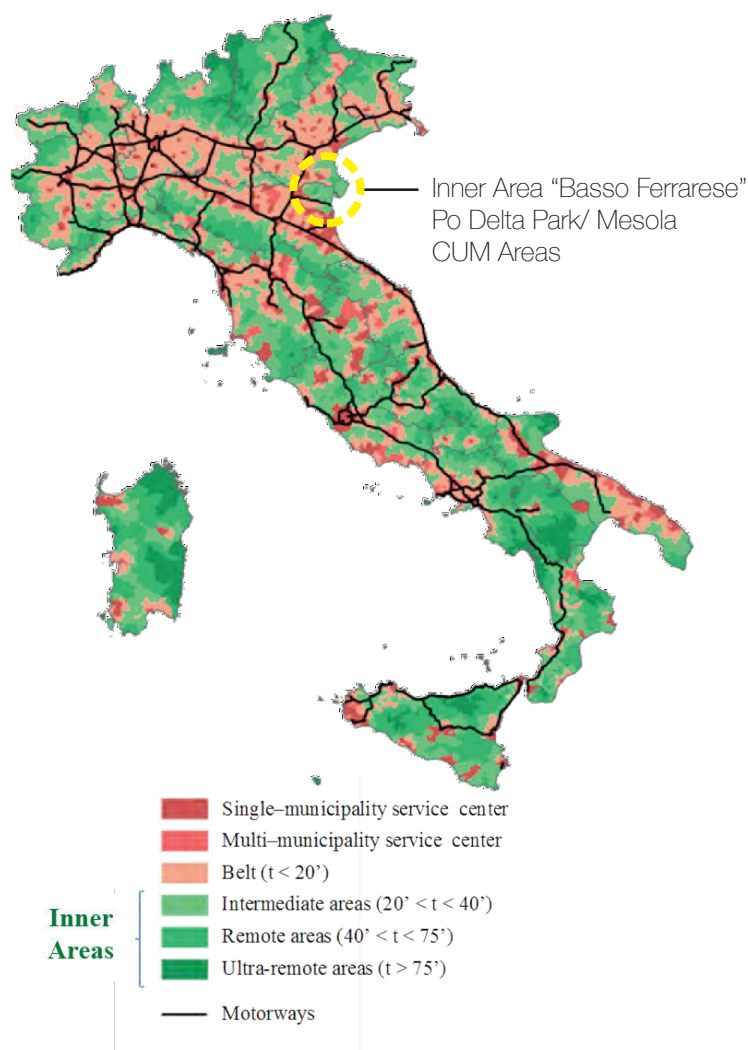 Inner Area “Basso Ferrarese”
Po Delta Park/ Mesola
CUM Areas
Single–municipality service center
Multi–municipality service center
Belt (t < 20’)
Intermediate areas (20’ < t < 40’)
Inner
Areas
Remote areas (40’ < t < 75’)
Ultra-remote areas (t > 75’)
Motorways